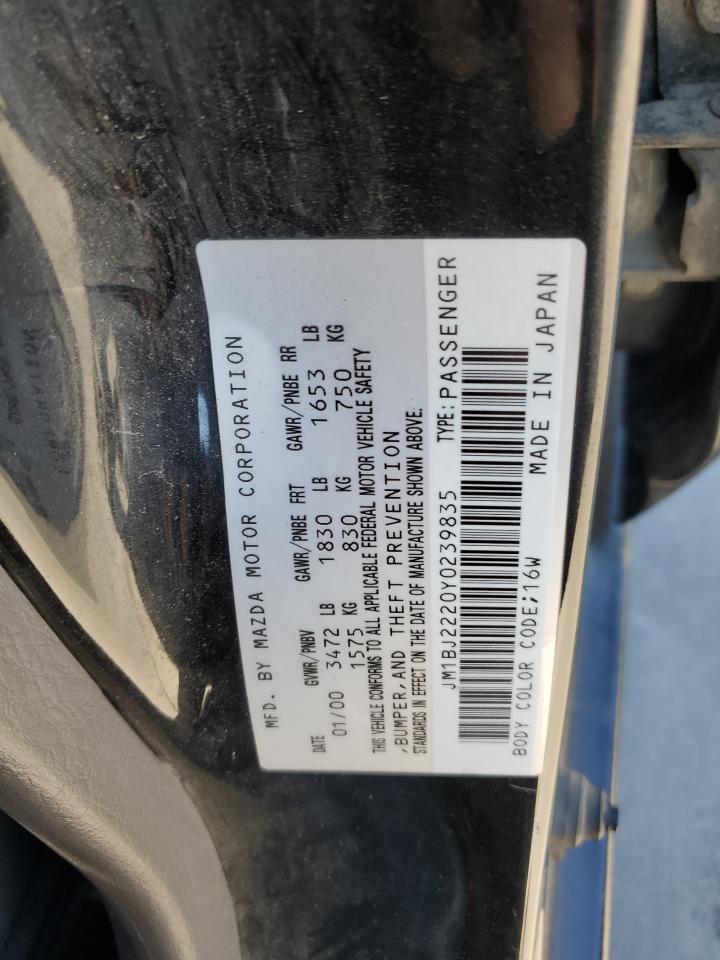 MFD. BY MAZDA MOTOR CORPORATION
DATE GVWR/PNBV GAWR/PNBE FRT GAWR/PNBE RR
01/00 3472 LB 1830 LB 1653 LB
1575 KG 830 KG 750 KG
THIS VEHICLE CONFORMS TO ALL APPLICABLE FEDERAL MOTOR VEHICLE SAFETY
,BUMPER,AND THEFT PREVENTION
STANDARDS IN EFFECT ON THE DATE OF MANUFACTURE SHOWN ABOVE.
JM1BJ2220Y0239835 TYPE:PASSENGER
BODY COLOR CODE;16W MADE IN JAPAN